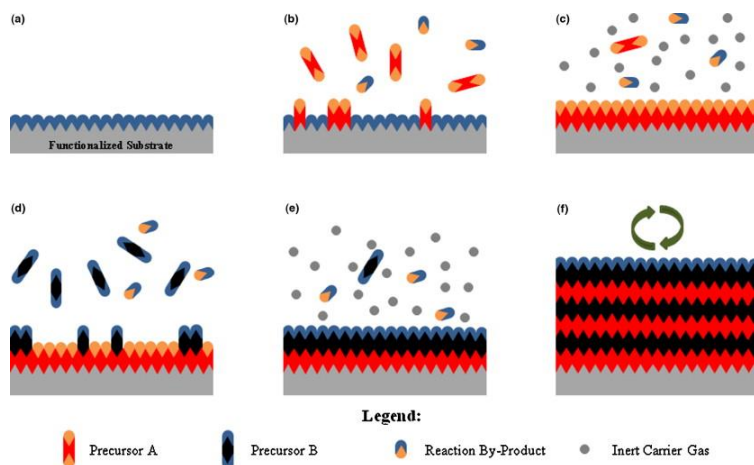 (a)
(b)
(c)
Functionalized Substrate
(d)
(e)
(f)
Legend:
Precursor A
Precursor B
Reaction By-Product
Inert Carrier Gas